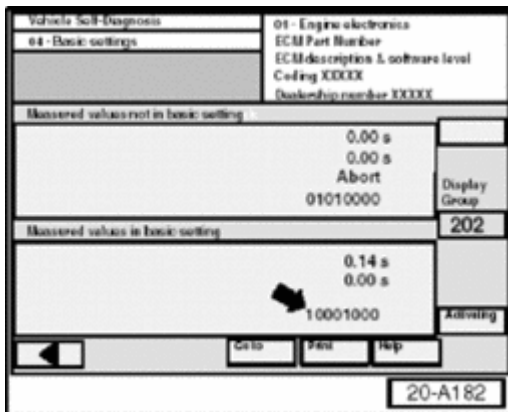 Vehicle Self-Diagnosis
04 - Basic settings
01 - Engine electronics
ECM Part Number
ECM description & software level
Coding XXXXX
Dealership number XXXXX
Measured values not in basic setting
0.00 s
0.00 s
Abort
01010000
Display
Group
202
Measured values in basic setting
0.14 s
0.00 s
10001000
Activating
Go to
Print
Help
20-A182